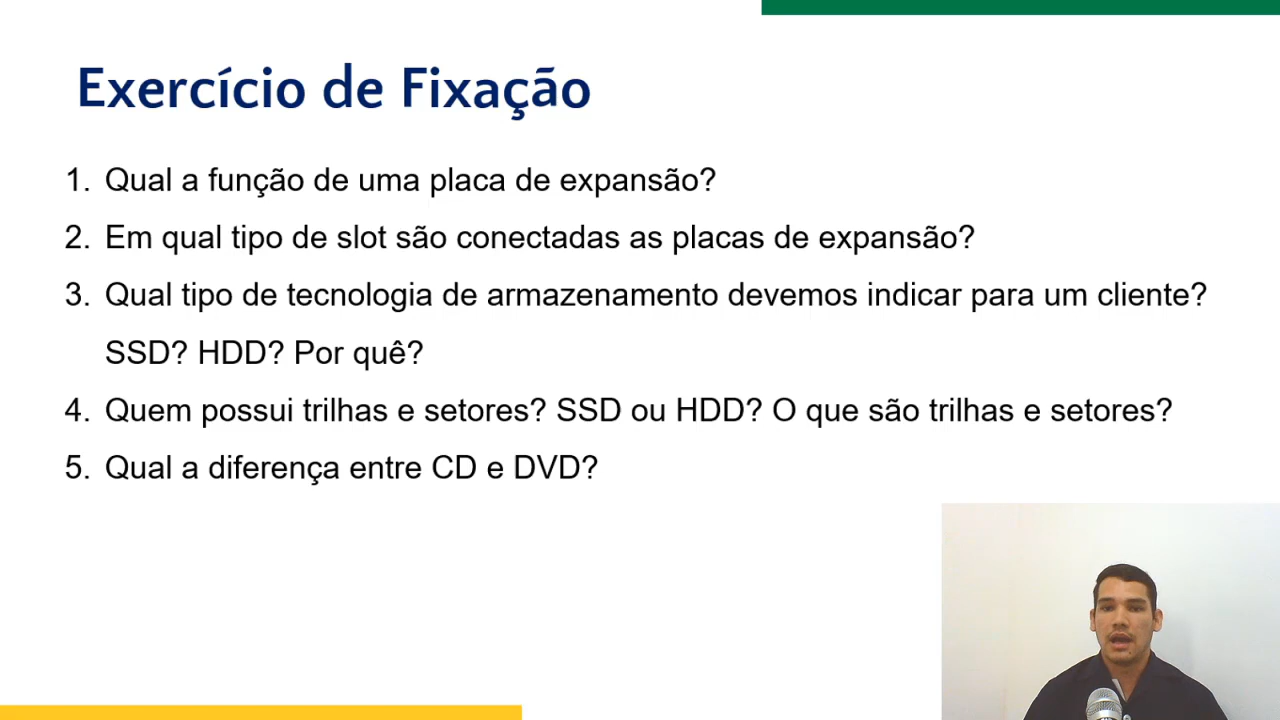 Exercício de Fixação
1. Qual a função de uma placa de expansão?
2. Em qual tipo de slot são conectadas as placas de expansão?
3. Qual tipo de tecnologia de armazenamento devemos indicar para um cliente?
SSD? HDD? Por quê?
4. Quem possui trilhas e setores? SSD ou HDD? O que são trilhas e setores?
5. Qual a diferença entre CD e DVD?